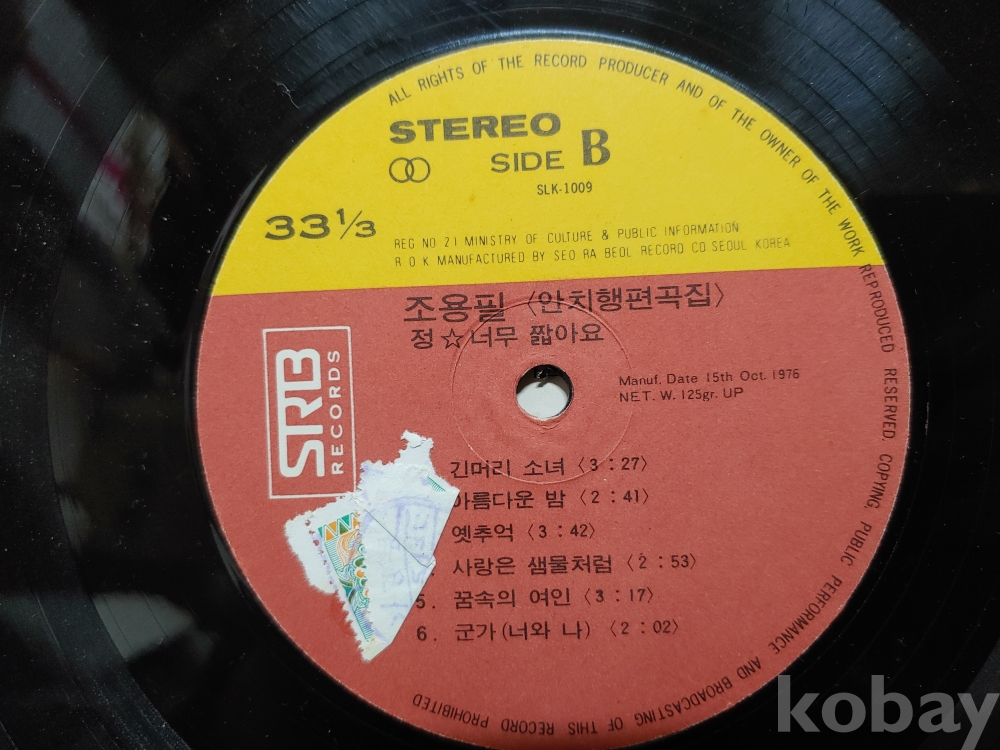 ALL RIGHTS OF THE RECORD PRODUCER AND OF THE OWNER OF THE WORK REPRODUCED RESERVED. COPYING, PUBLIC PERFORMANCE AND BROADCASTING OF THIS RECORD PROHIBITED
STEREO
SIDE B
SLK-1009
33 1/3
REG NO 21 MINISTRY OF CULTURE & PUBLIC INFORMATION
R O K MANUFACTURED BY SEO RA BEOL RECORD CO SEOUL KOREA
조용필 〈안치행편곡집〉
정☆너무 짧아요
STRB
RECORDS
Manuf. Date 15th Oct. 1976
NET. W. 125gr. UP
긴머리 소녀 〈3 : 27〉
아름다운 밤 〈2 : 41〉
옛추억 〈3 : 42〉
사랑은 샘물처럼 〈2 : 53〉
5. 꿈속의 여인 〈3 : 17〉
6. 군가(너와 나) 〈2 : 02〉
kobay